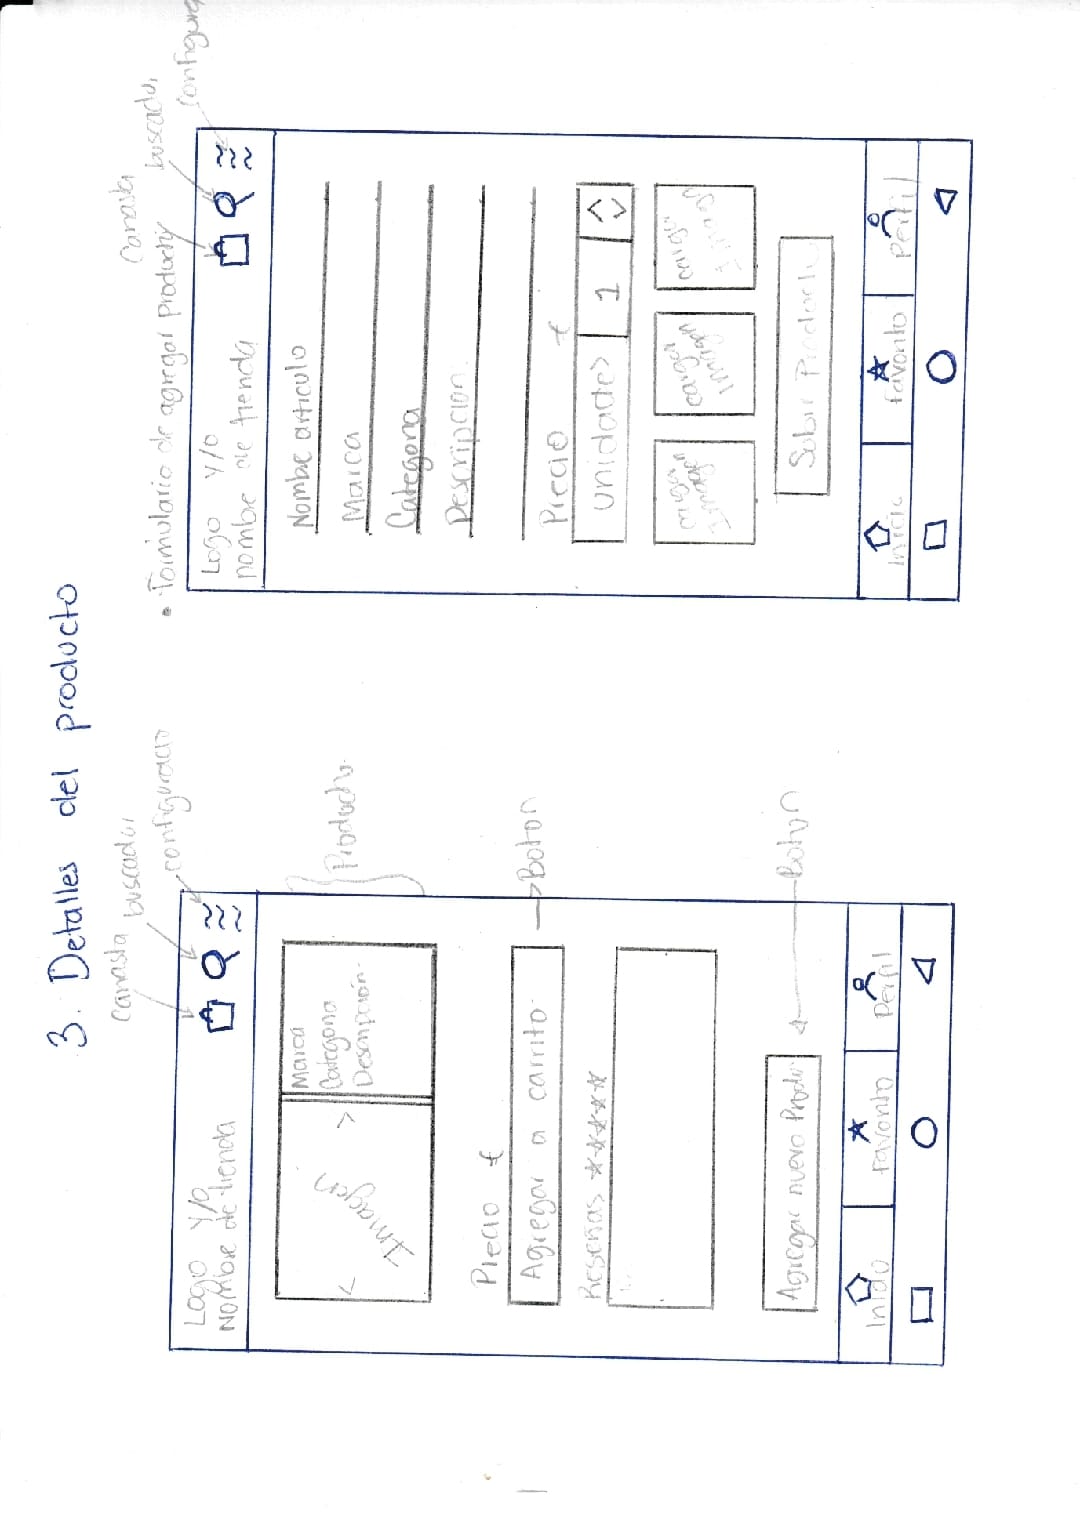 3. Detalles del producto
canasta
buscador
configuracio
Logo y/o
Nombre de tienda
Marca
Categoria
Descripción
< Imagen >
Producto
Precio €
Agregar a carrito
Boton
Reseñas ☆☆☆☆☆
Agregar nuevo Produ
Boton
Inicio
Favorito
Perfil
• Formulario de agregar producto
Canasta
buscador
configura
Logo y/o
nombre de tienda
Nombre articulo
Marca
Categoria
Descripcion
Precio €
unidades
1
cargar
Imagen
cargar
Imagen
cargar
Imagen
Subir Producto
Inicio
Favorito
Perfil